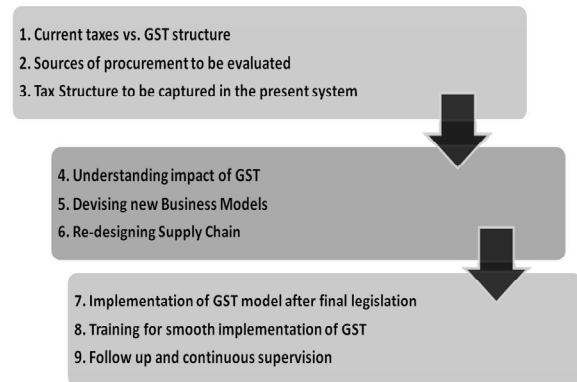 1. Current taxes vs. GST structure
2. Sources of procurement to be evaluated
3. Tax Structure to be captured in the present system
4. Understanding impact of GST
5. Devising new Business Models
6. Re-designing Supply Chain
7. Implementation of GST model after final legislation
8. Training for smooth implementation of GST
9. Follow up and continuous supervision